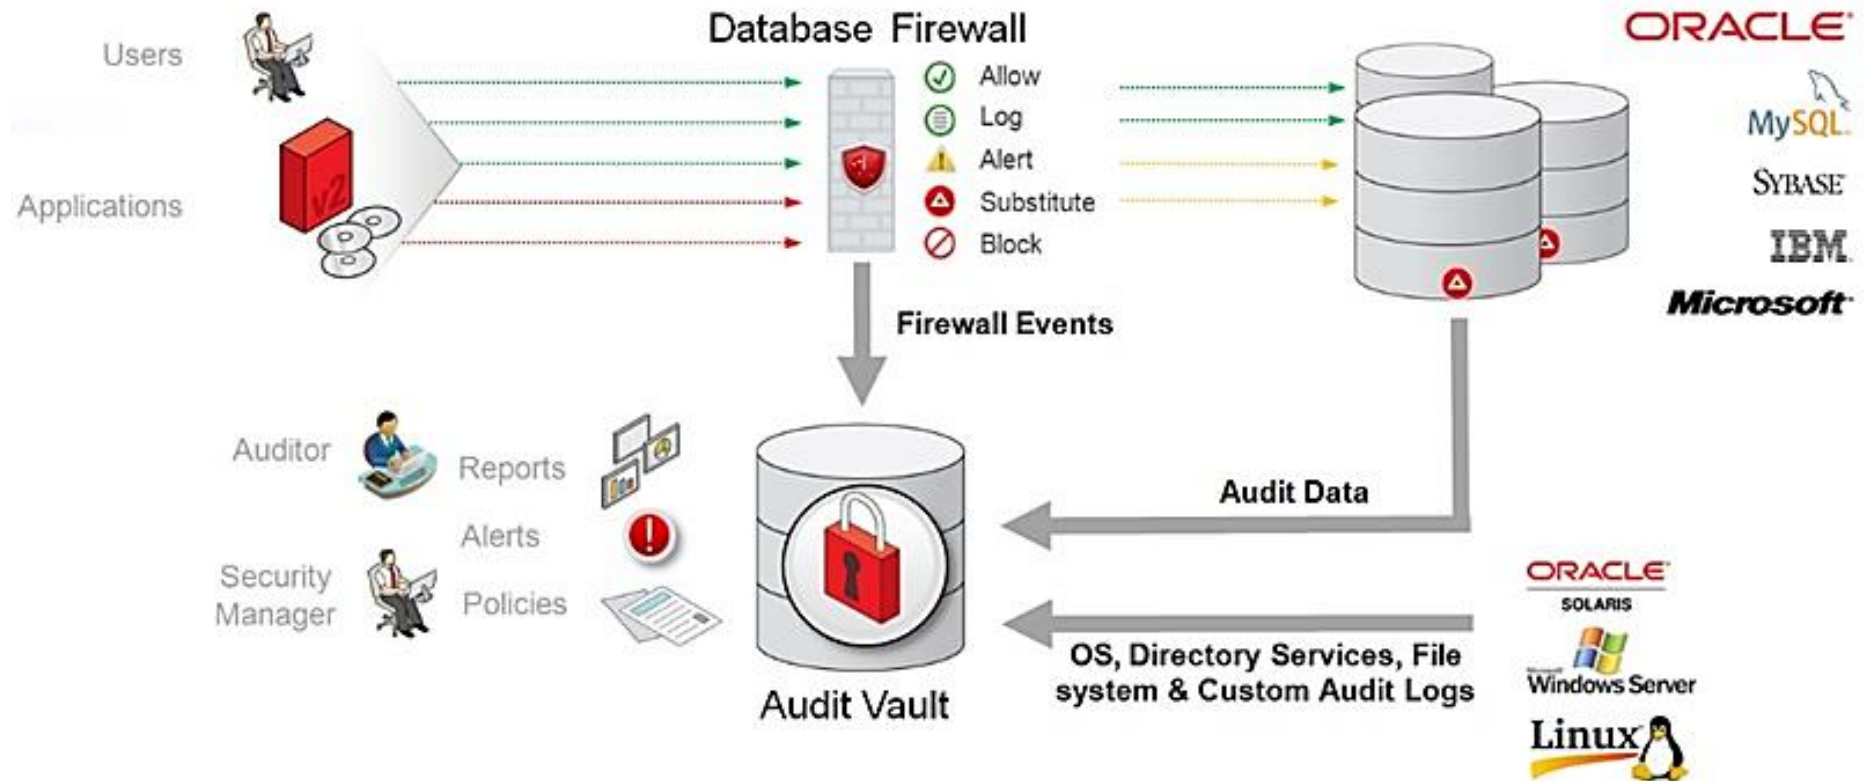 Database Firewall
Users
Applications
v2
Allow
Log
Alert
Substitute
Block
ORACLE
MySQL
SYBASE
IBM
Microsoft
Firewall Events
Auditor
Reports
Alerts
Security
Manager
Policies
Audit Vault
Audit Data
OS, Directory Services, File
system & Custom Audit Logs
ORACLE
SOLARIS
Microsoft
Windows Server
Linux